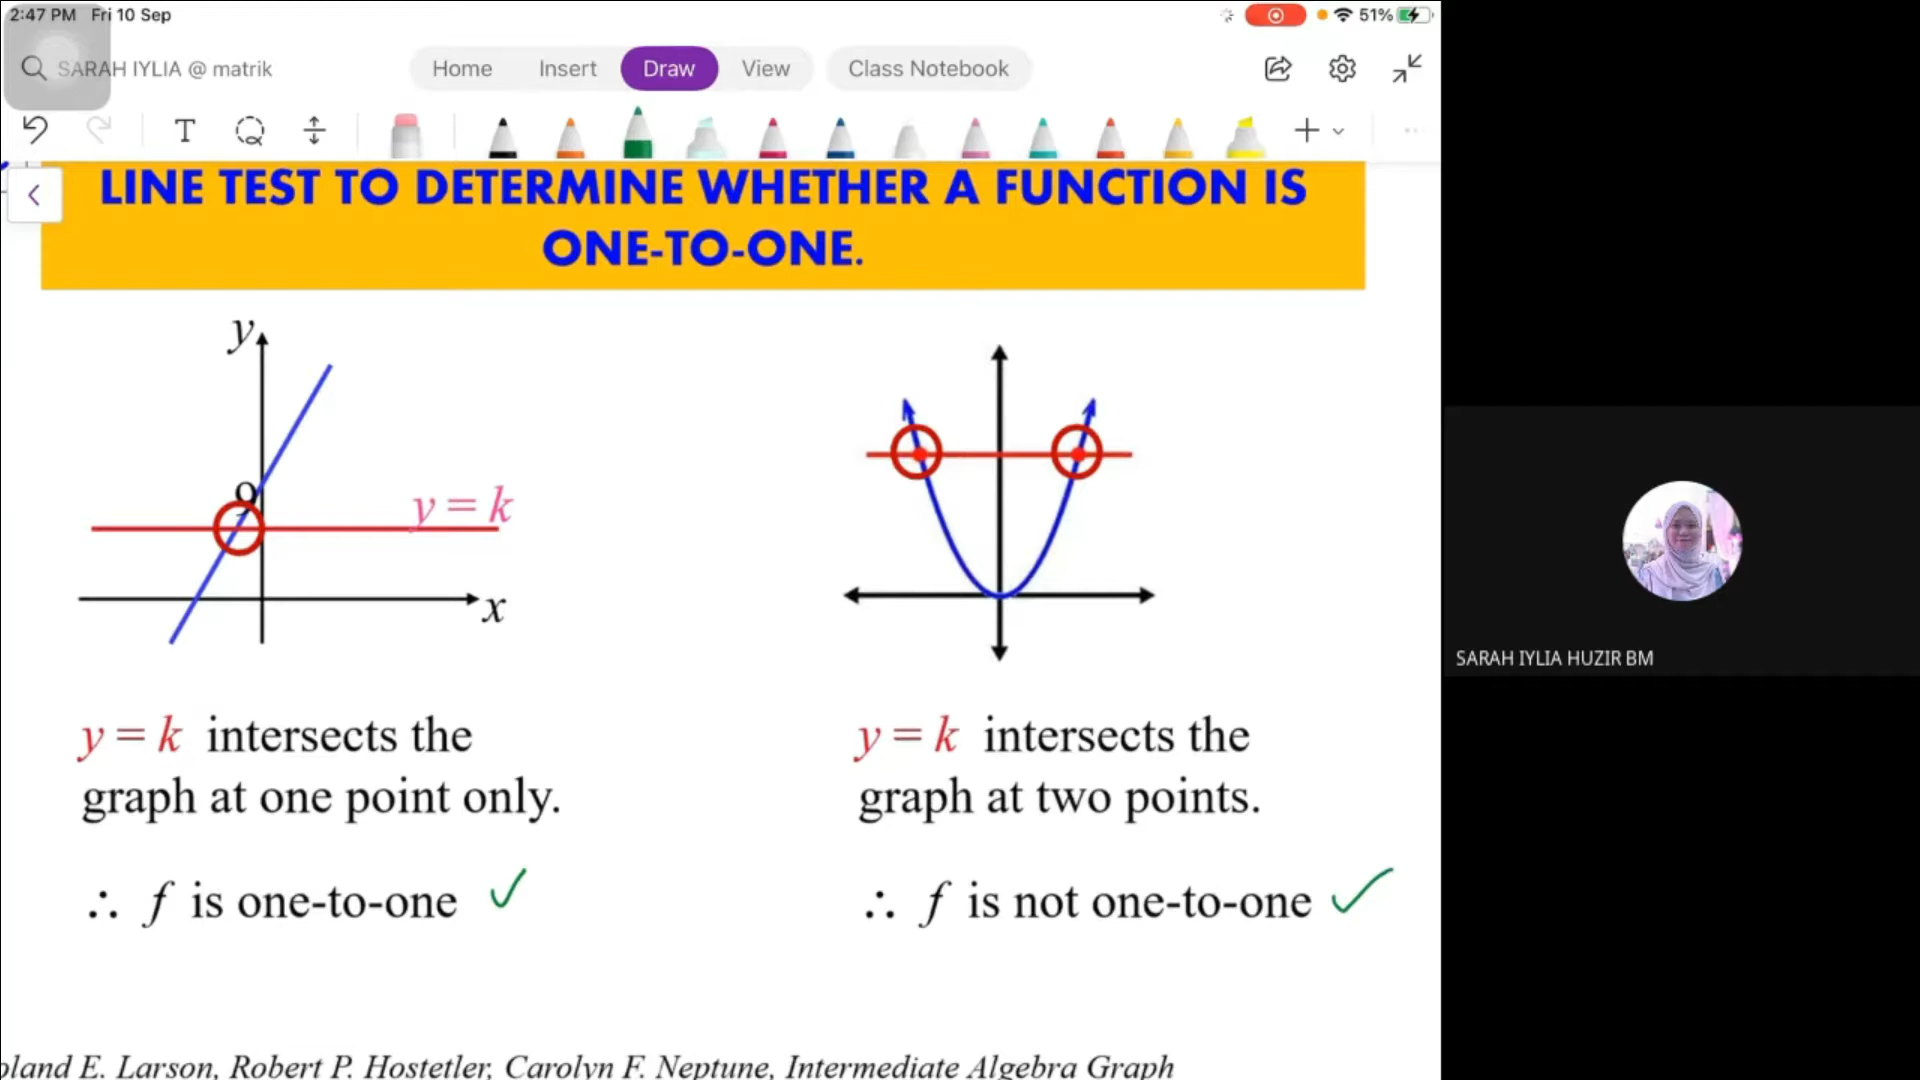 2:47 PM Fri 10 Sep
51%
SARAH IYLIA @ matrik
Home Insert Draw View Class Notebook
T
LINE TEST TO DETERMINE WHETHER A FUNCTION IS
ONE-TO-ONE.
y
9
y = k
x
y = k intersects the
graph at one point only.
∴ f is one-to-one ✓
y = k intersects the
graph at two points.
∴ f is not one-to-one ✓
oland E. Larson, Robert P. Hostetler, Carolyn F. Neptune, Intermediate Algebra Graph
SARAH IYLIA HUZIR BM